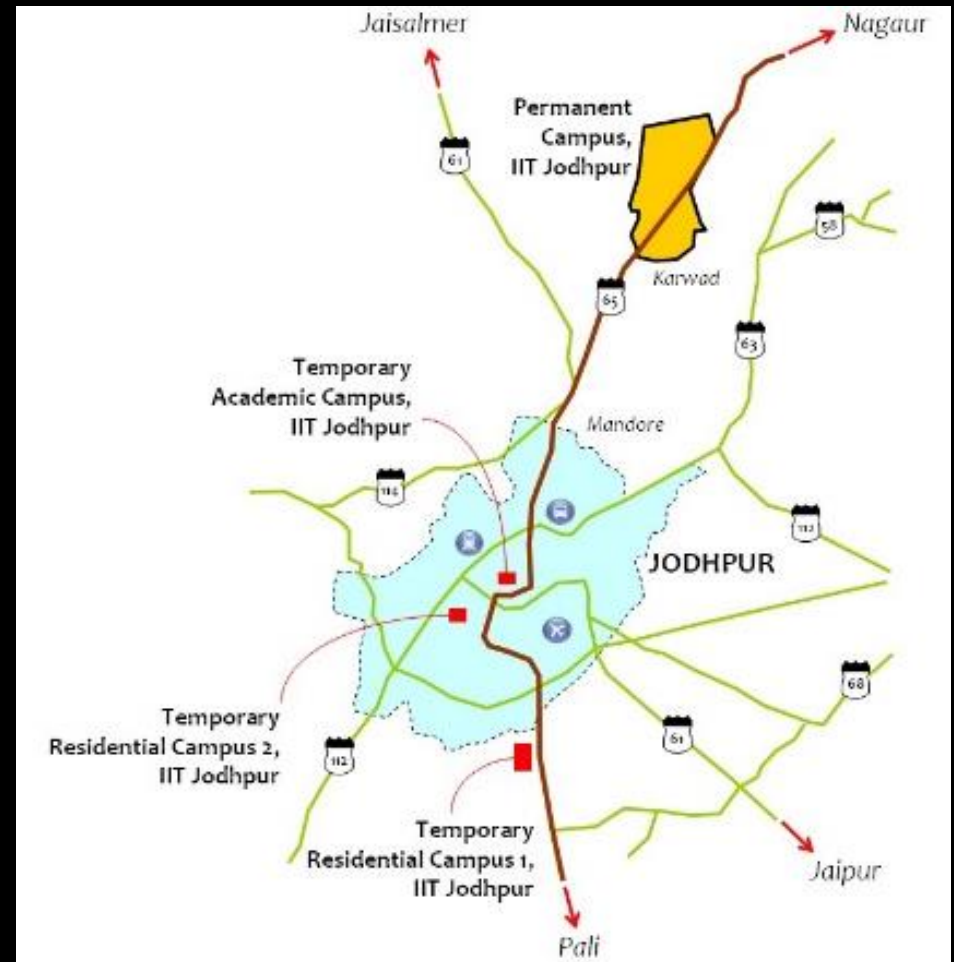 Jaisalmer
Nagaur
Permanent
Campus,
IIT Jodhpur
61
58
Karwad
65
63
Temporary
Academic Campus,
IIT Jodhpur
Mandore
114
112
JODHPUR
68
Temporary
Residential Campus 2,
IIT Jodhpur
112
61
Temporary
Residential Campus 1,
IIT Jodhpur
Jaipur
Pali